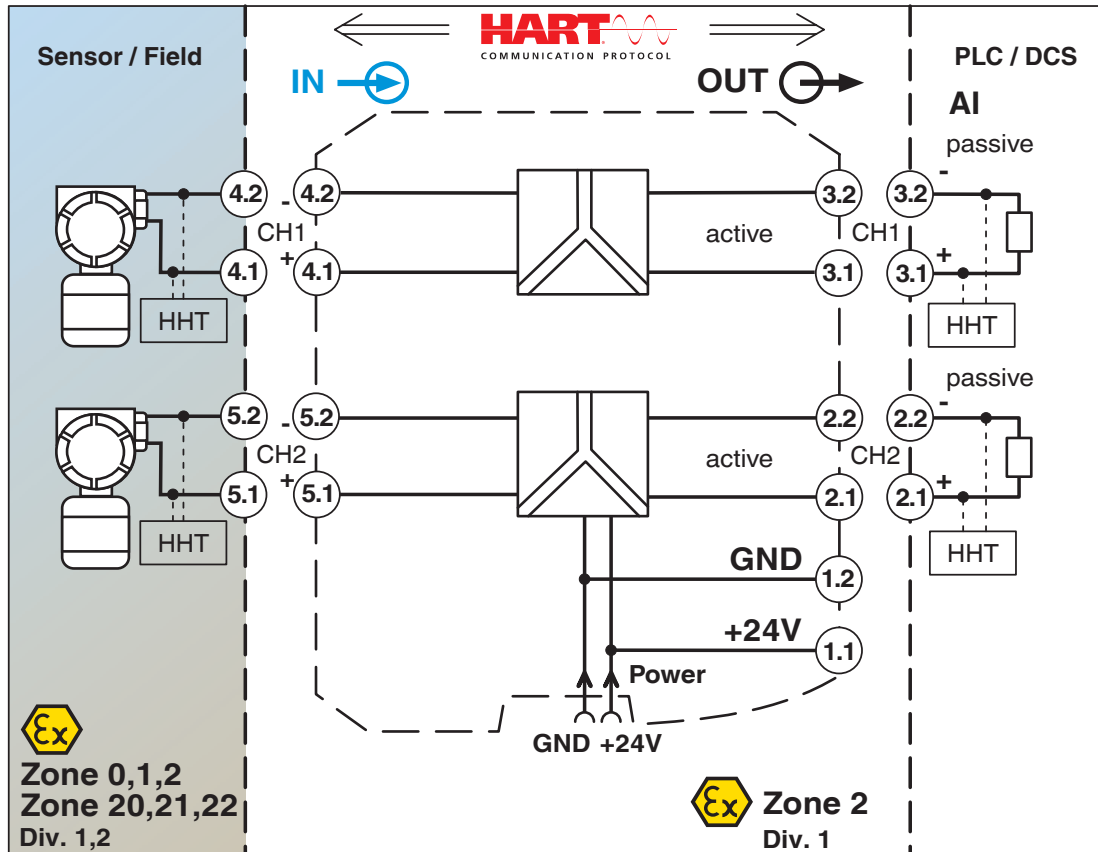 Sensor / Field
HART
COMMUNICATION PROTOCOL
PLC / DCS
IN
OUT
AI
passive
4.2
-
4.2
3.2
3.2
-
CH1
active
CH1
4.1
+
4.1
3.1
3.1
+
HHT
HHT
passive
5.2
-
5.2
2.2
2.2
-
CH2
active
CH2
5.1
+
5.1
2.1
2.1
+
HHT
HHT
GND
1.2
+24V
1.1
Power
GND +24V
Ex
Zone 0,1,2
Zone 20,21,22
Div. 1,2
Ex
Zone 2
Div. 1